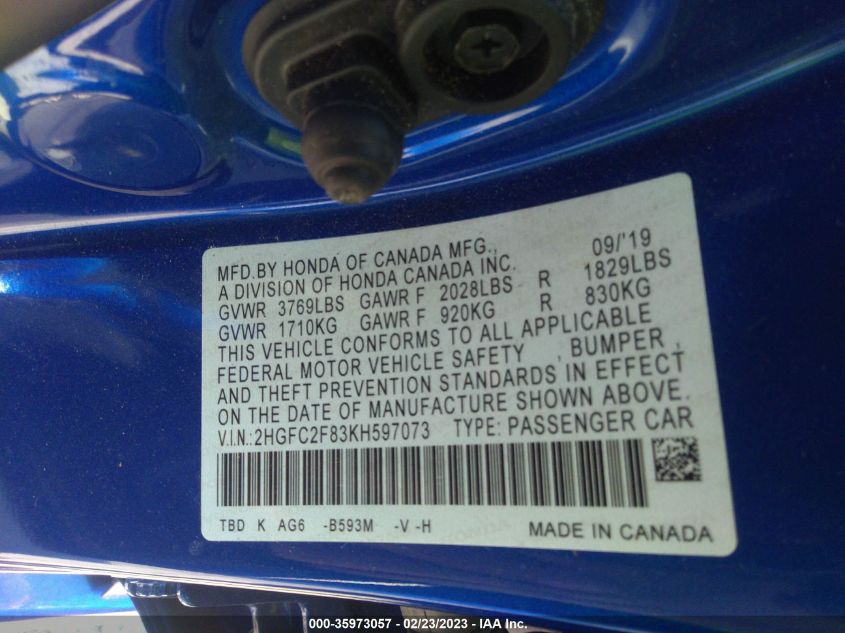 MFD.BY HONDA OF CANADA MFG., 09/'19
A DIVISION OF HONDA CANADA INC.
GVWR 3769LBS GAWR F 2028LBS R 1829LBS
GVWR 1710KG GAWR F 920KG R 830KG
THIS VEHICLE CONFORMS TO ALL APPLICABLE
FEDERAL MOTOR VEHICLE SAFETY , BUMPER ,
AND THEFT PREVENTION STANDARDS IN EFFECT
ON THE DATE OF MANUFACTURE SHOWN ABOVE.
V.I.N.:2HGFC2F83KH597073 TYPE: PASSENGER CAR
TBD K AG6 -B593M -V -H MADE IN CANADA
000-35973057 - 02/23/2023 - IAA Inc.